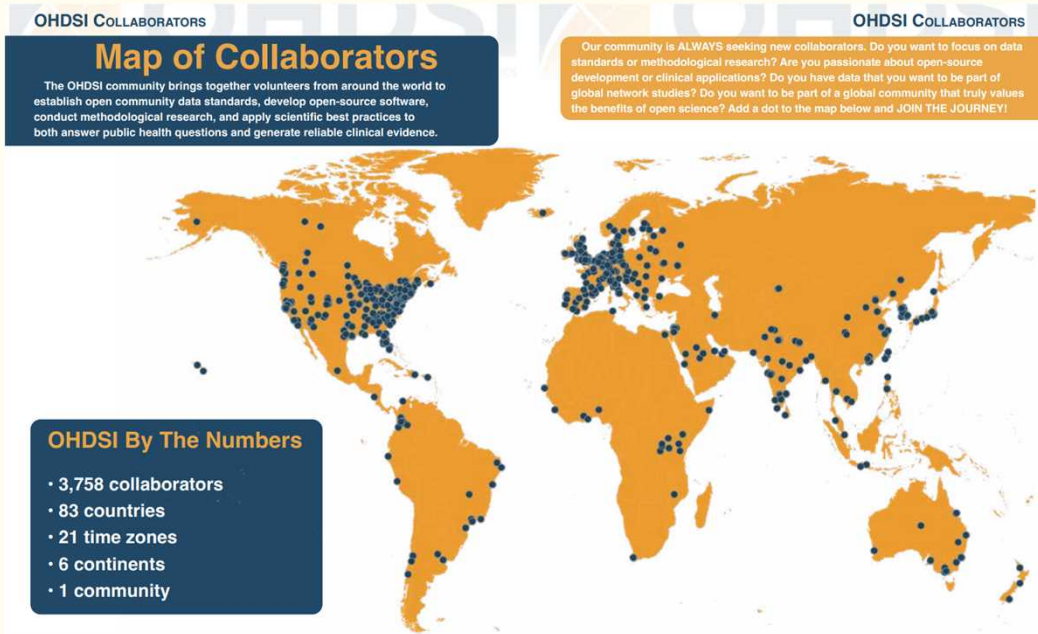 OHDSI COLLABORATORS
Map of Collaborators
The OHDSI community brings together volunteers from around the world to
establish open community data standards, develop open-source software,
conduct methodological research, and apply scientific best practices to
both answer public health questions and generate reliable clinical evidence.
OHDSI COLLABORATORS
Our community is ALWAYS seeking new collaborators. Do you want to focus on data
standards or methodological research? Are you passionate about open-source
development or clinical applications? Do you have data that you want to be part of
global network studies? Do you want to be part of a global community that truly values
the benefits of open science? Add a dot to the map below and JOIN THE JOURNEY!
OHDSI By The Numbers
• 3,758 collaborators
• 83 countries
• 21 time zones
• 6 continents
• 1 community